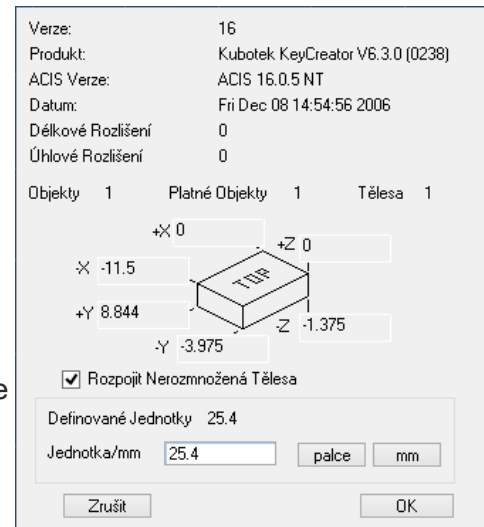 Verze: 16
Produkt: Kubotek KeyCreator V6.3.0 (0238)
ACIS Verze: ACIS 16.0.5 NT
Datum: Fri Dec 08 14:54:56 2006
Délkové Rozlišení 0
Úhlové Rozlišení 0
Objekty 1 Platné Objekty 1 Tělesa 1
+X 0
+Z 0
-X -11.5
TOP
+Y 8.844
-Z -1.375
-Y -3.975
e
Rozpojit Nerozmnožená Tělesa
Definované Jednotky 25.4
Jednotka/mm 25.4 palce mm
Zrušit OK